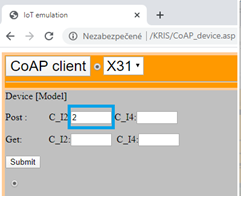 IoT emulation
Nezabezpečené /KRIS/CoAP_device.asp
CoAP client X31
Device [Model]
Post : C_I2: 2 C_I4:
Get: C_I2: C_I4:
Submit